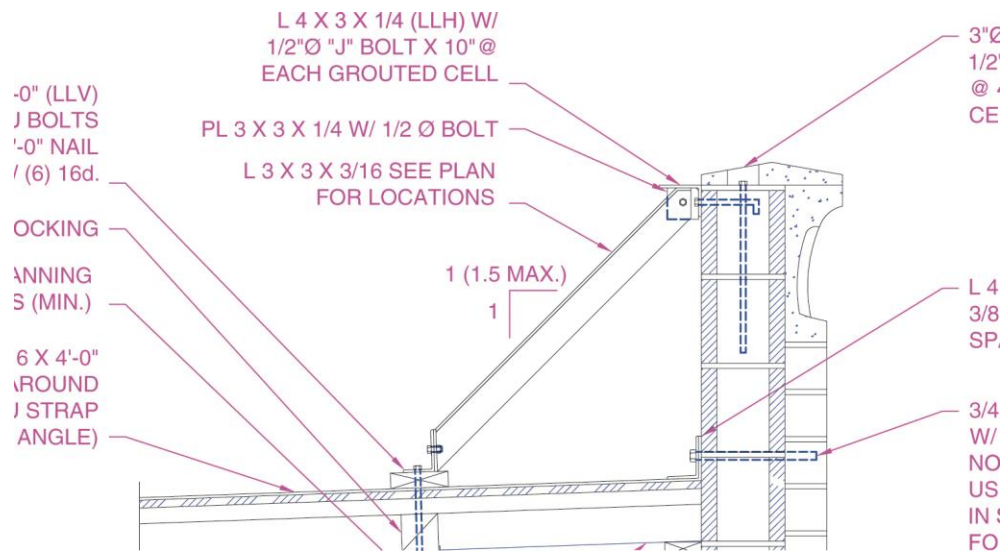 L 4 X 3 X 1/4 (LLH) W/
1/2"Ø "J" BOLT X 10" @
EACH GROUTED CELL
PL 3 X 3 X 1/4 W/ 1/2 Ø BOLT
L 3 X 3 X 3/16 SEE PLAN
FOR LOCATIONS
1 (1.5 MAX.)
1
-0" (LLV)
BOLTS
'-0" NAIL
/ (6) 16d.
OCKING
ANNING
S (MIN.)
6 X 4'-0"
AROUND
STRAP
ANGLE)
3"Ø
1/2"
@
CE
L 4
3/8
SPA
3/4
W/
NO
US
IN
FO